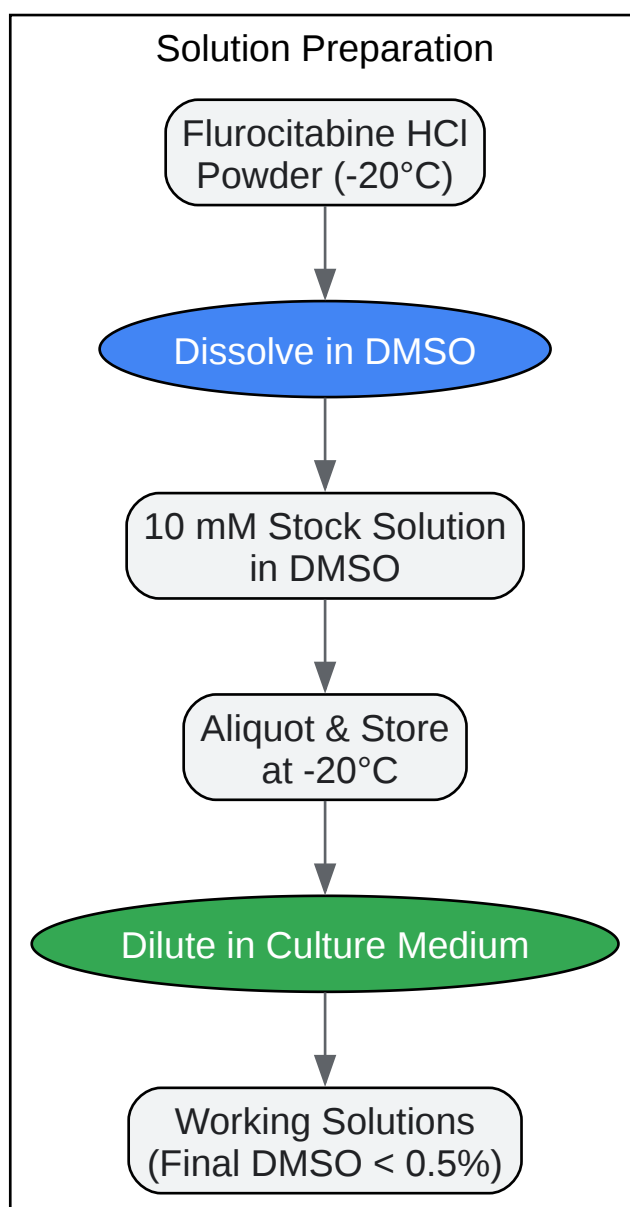 Solution Preparation
Flurocitabine HCl
Powder (-20°C)
Dissolve in DMSO
10 mM Stock Solution
in DMSO
Aliquot & Store
at -20°C
Dilute in Culture Medium
Working Solutions
(Final DMSO < 0.5%)